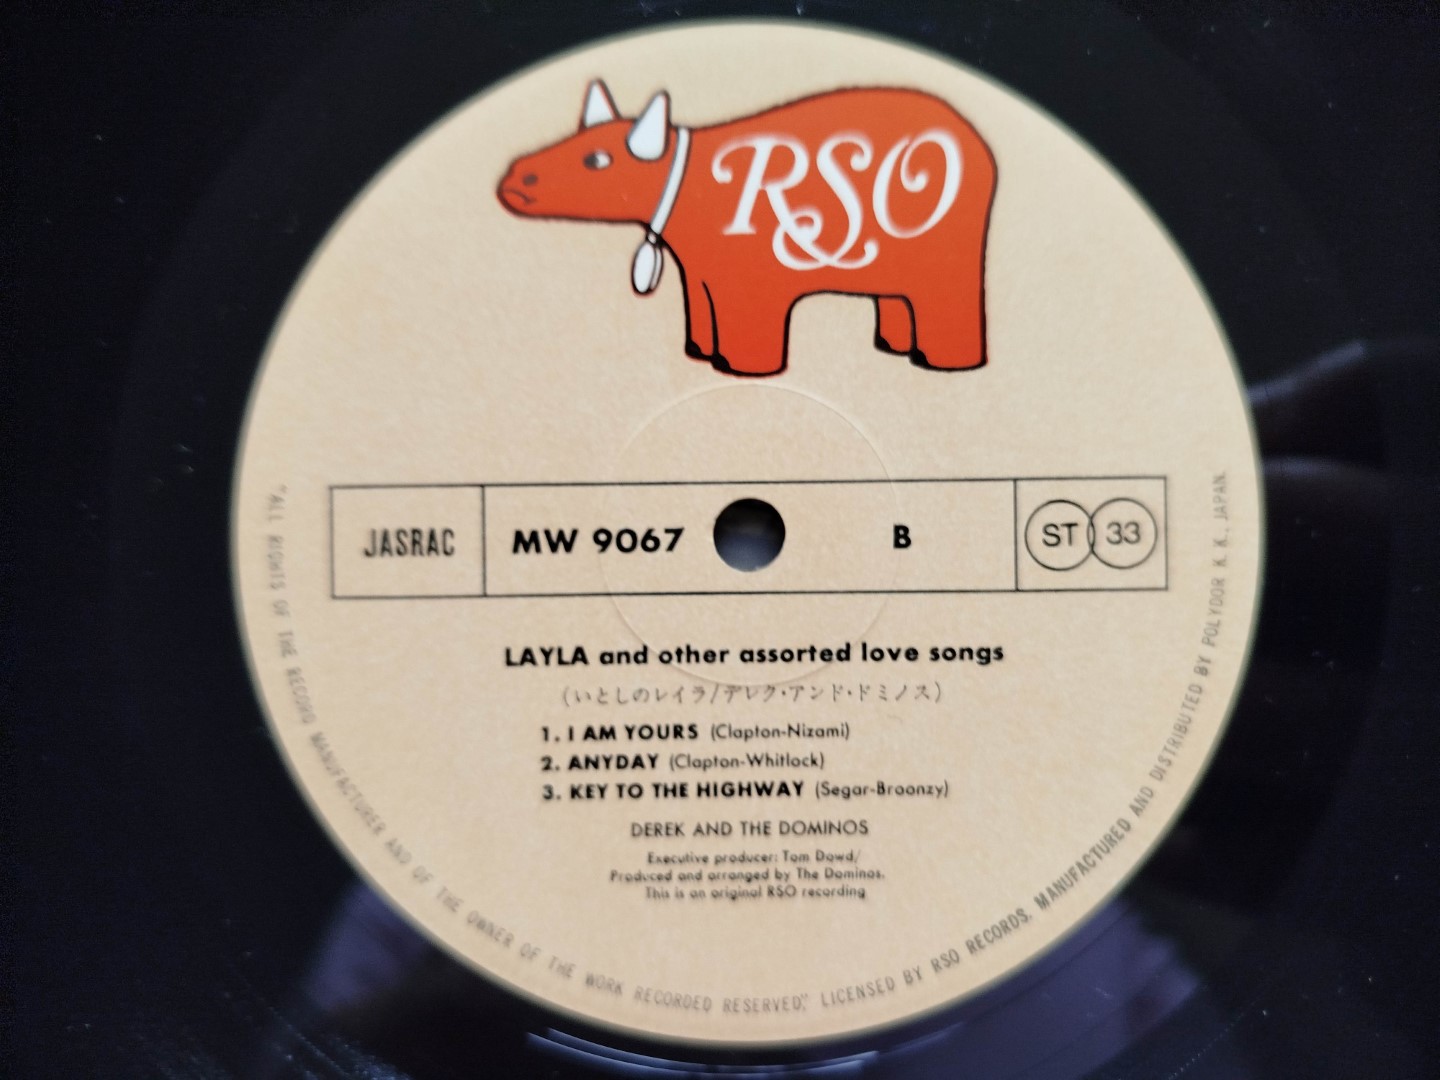 RSO
JASRAC MW 9067 B ST 33
LAYLA and other assorted love songs
(いとしのレイラ/デレク・アンド・ドミノス)
1. I AM YOURS (Clapton-Nizami)
2. ANYDAY (Clapton-Whitlock)
3. KEY TO THE HIGHWAY (Segar-Broonzy)
DEREK AND THE DOMINOS
Executive producer: Tom Dowd/
Produced and arranged by The Dominos.
This is an original RSO recording
"ALL RIGHTS OF THE RECORD MANUFACTURER AND OF THE OWNER OF THE WORK RECORDED RESERVED." LICENSED BY RSO RECORDS. MANUFACTURED AND DISTRIBUTED BY POLYDOR K. K., JAPAN.